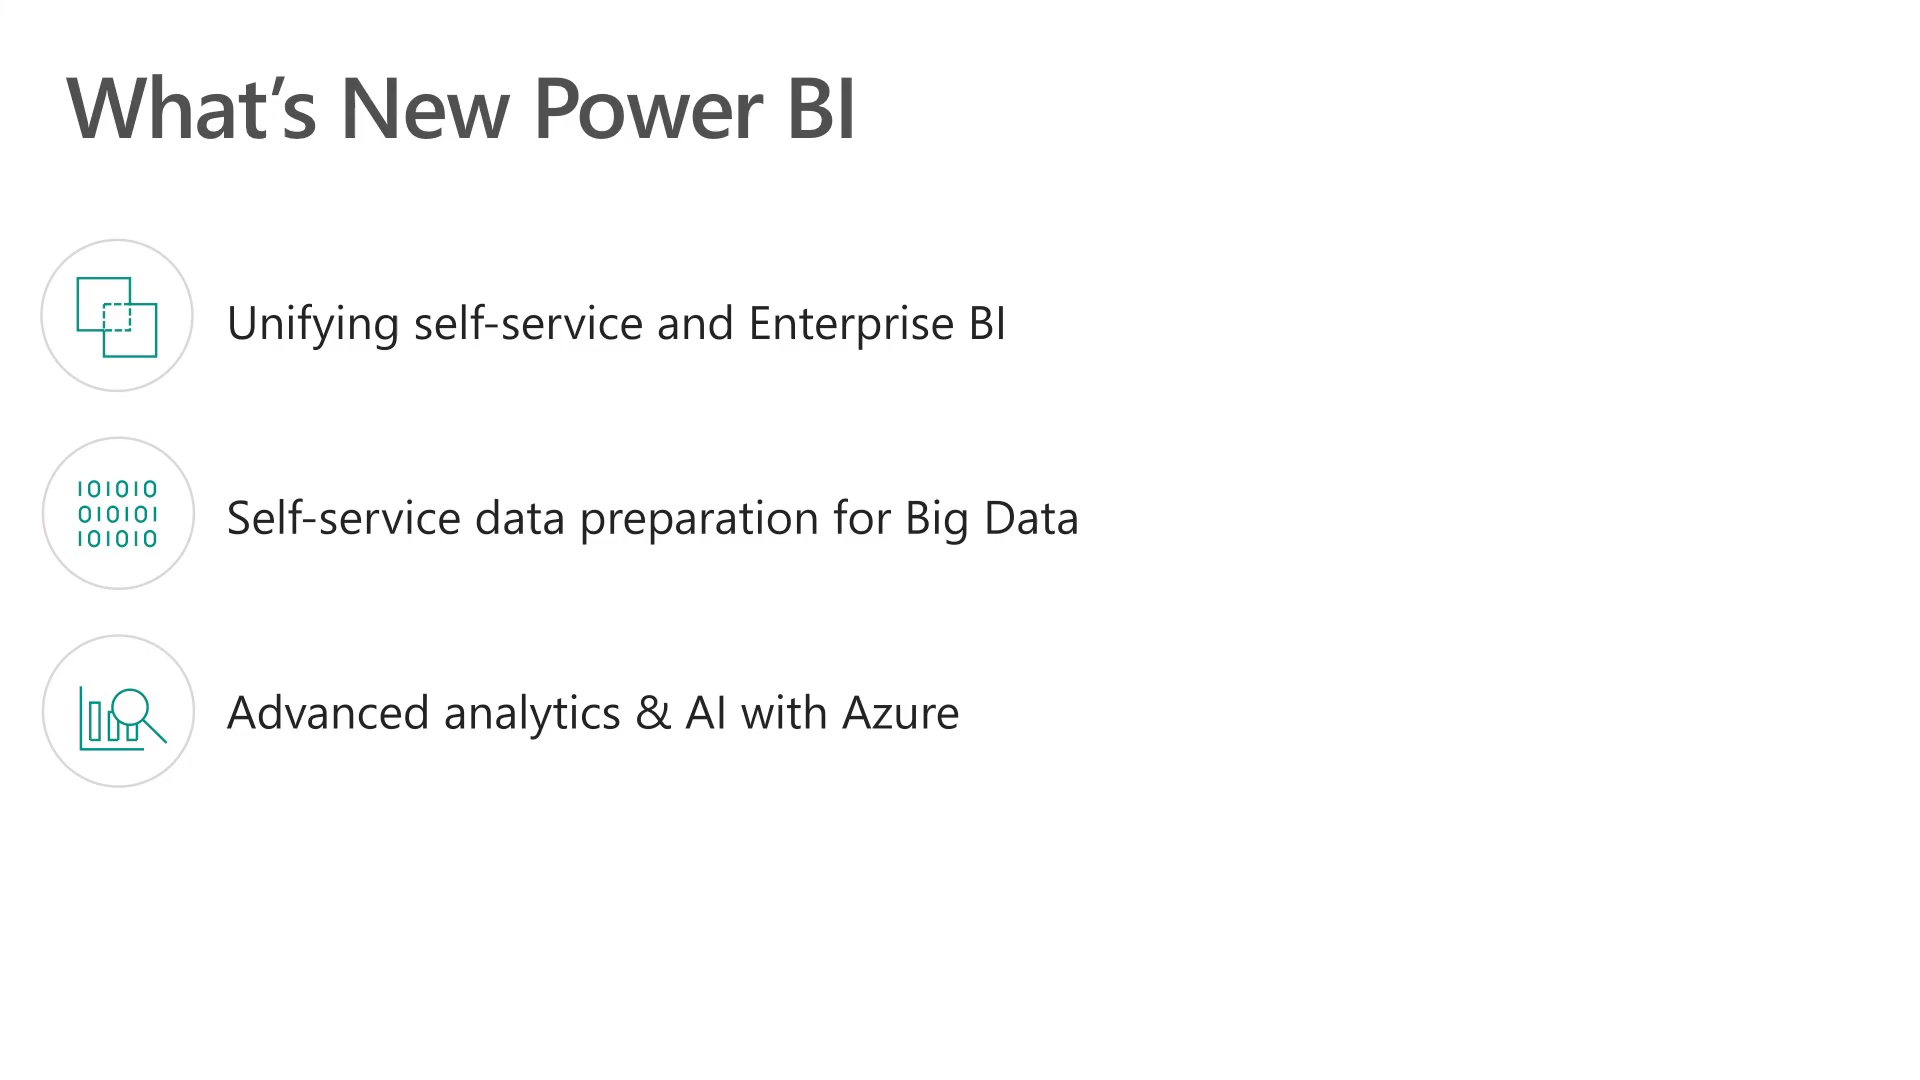 What’s New Power BI
Unifying self-service and Enterprise BI
101010
010101
101010
Self-service data preparation for Big Data
Advanced analytics & AI with Azure